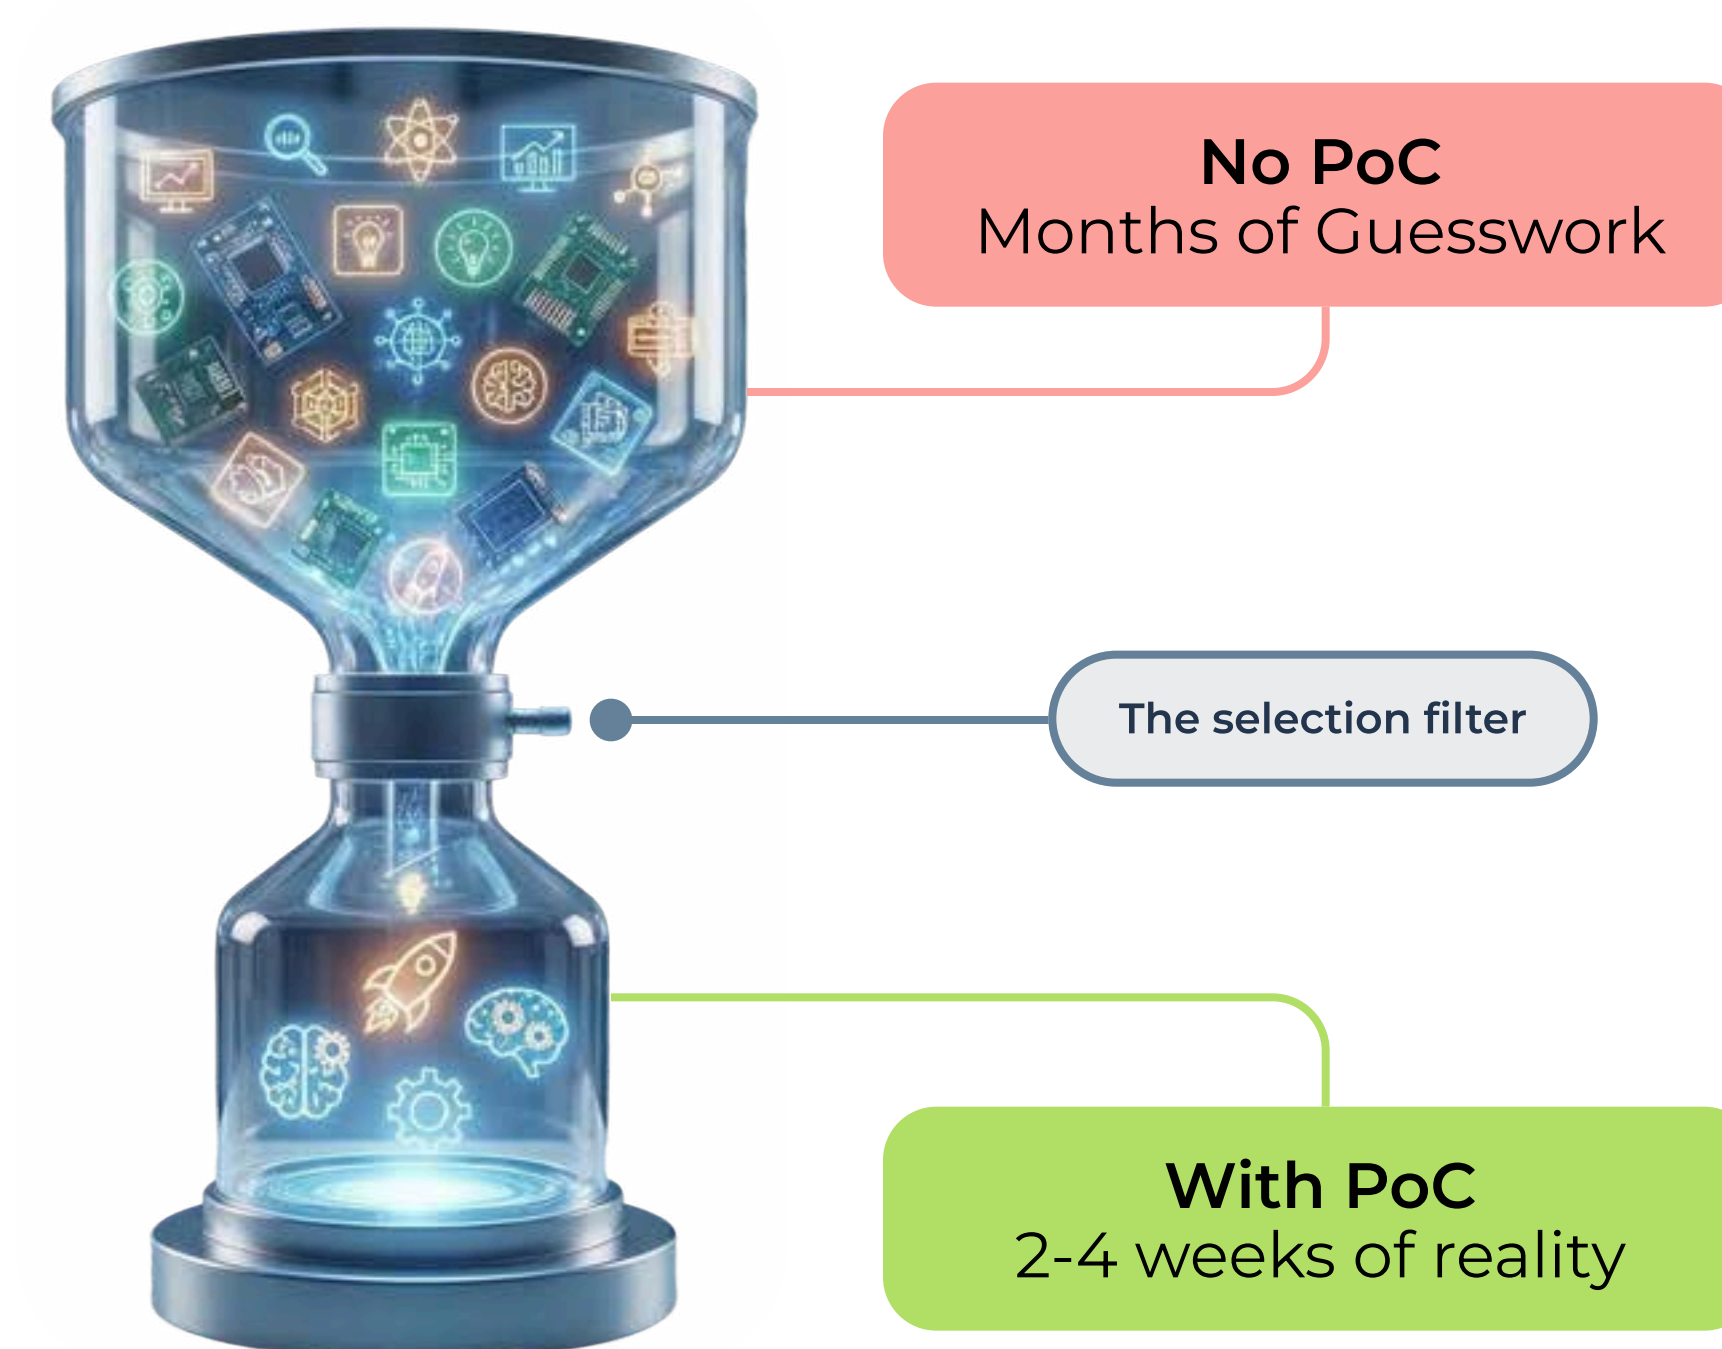 No PoC
Months of Guesswork
The selection filter
With PoC
2-4 weeks of reality